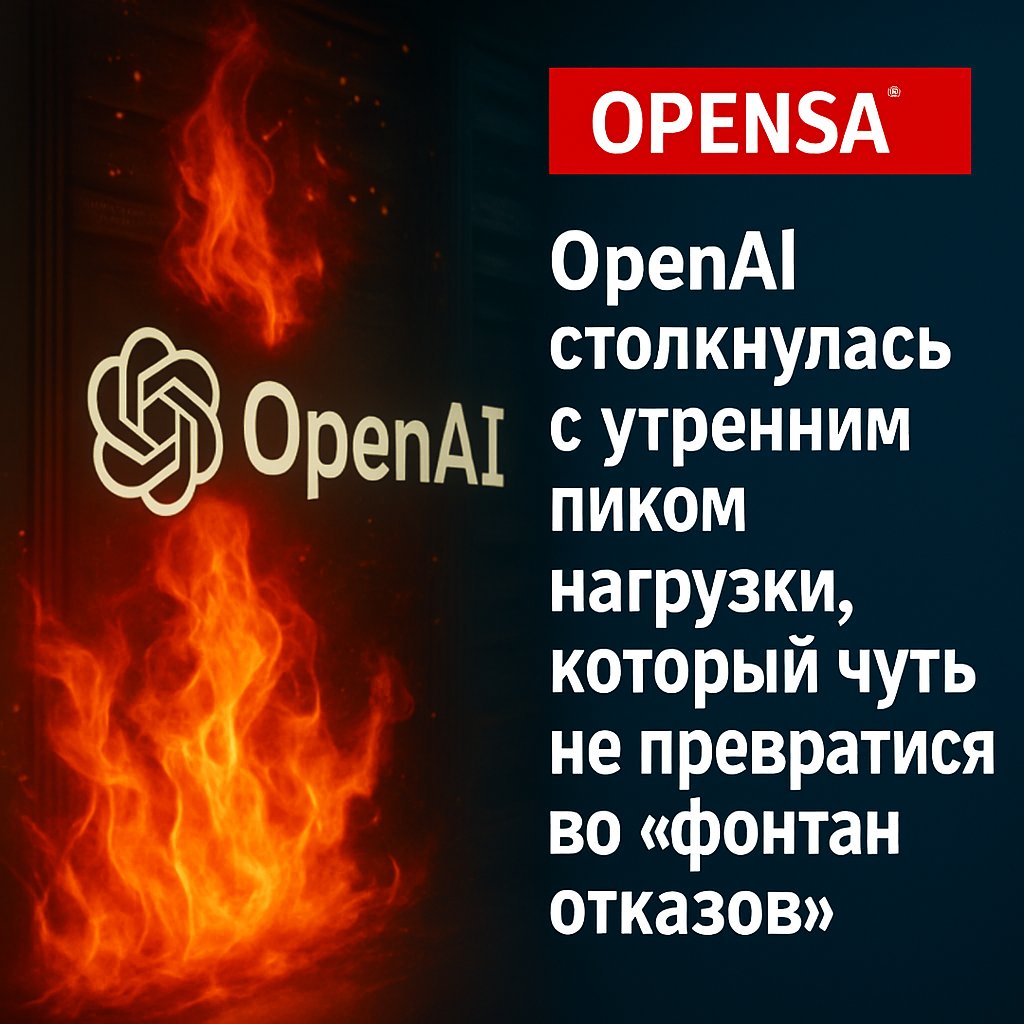 OpenAI
OPENSA
OpenAI
столкнулась
с утренним
пиком
нагрузки,
который чуть
не превратися
во «фонтан
отказов»